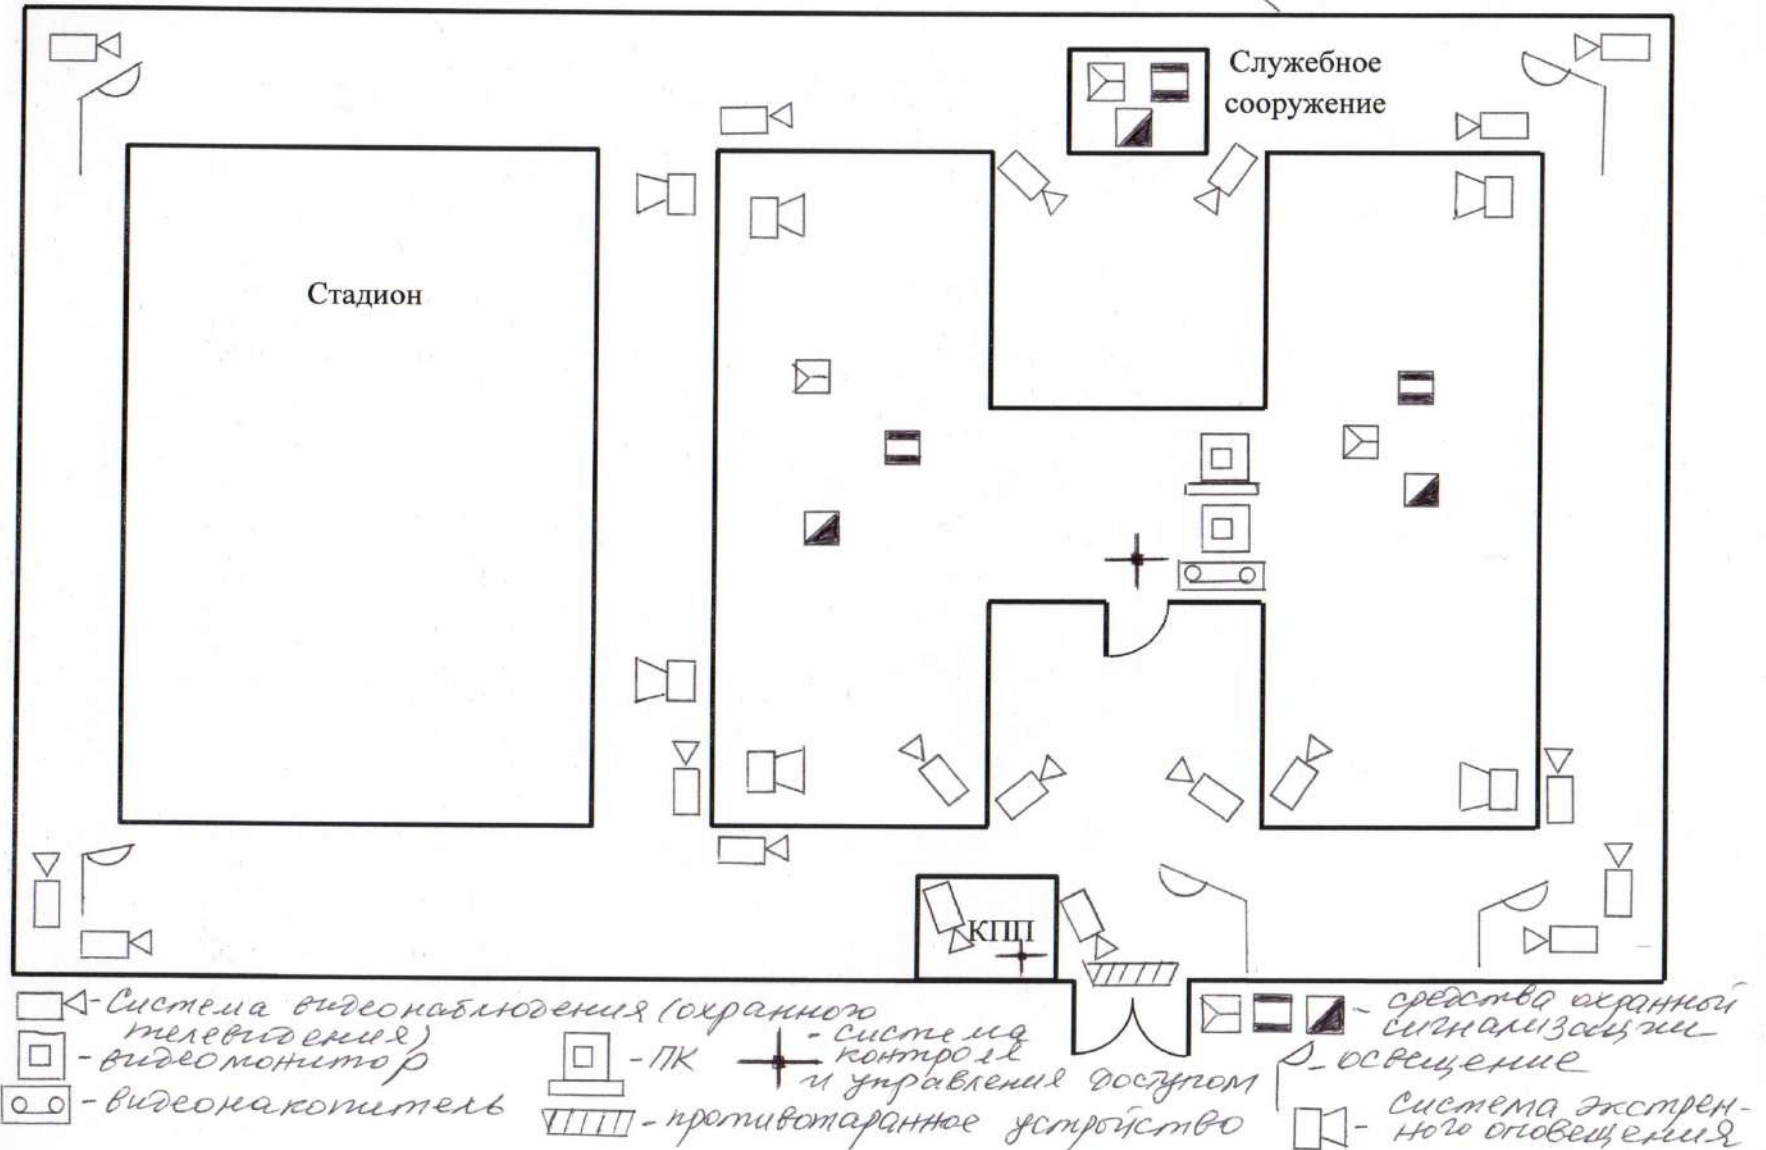 Служебное
сооружение
Стадион
КПП
- Система видеонаблюдения (охранного
телевидения)
- видеомонитор
- видеонакопитель
- ПК
- система
контроля
и управления доступом
- противотаранное устройство
- средства охранной
сигнализации
- освещение
- система экстрен-
ного оповещения